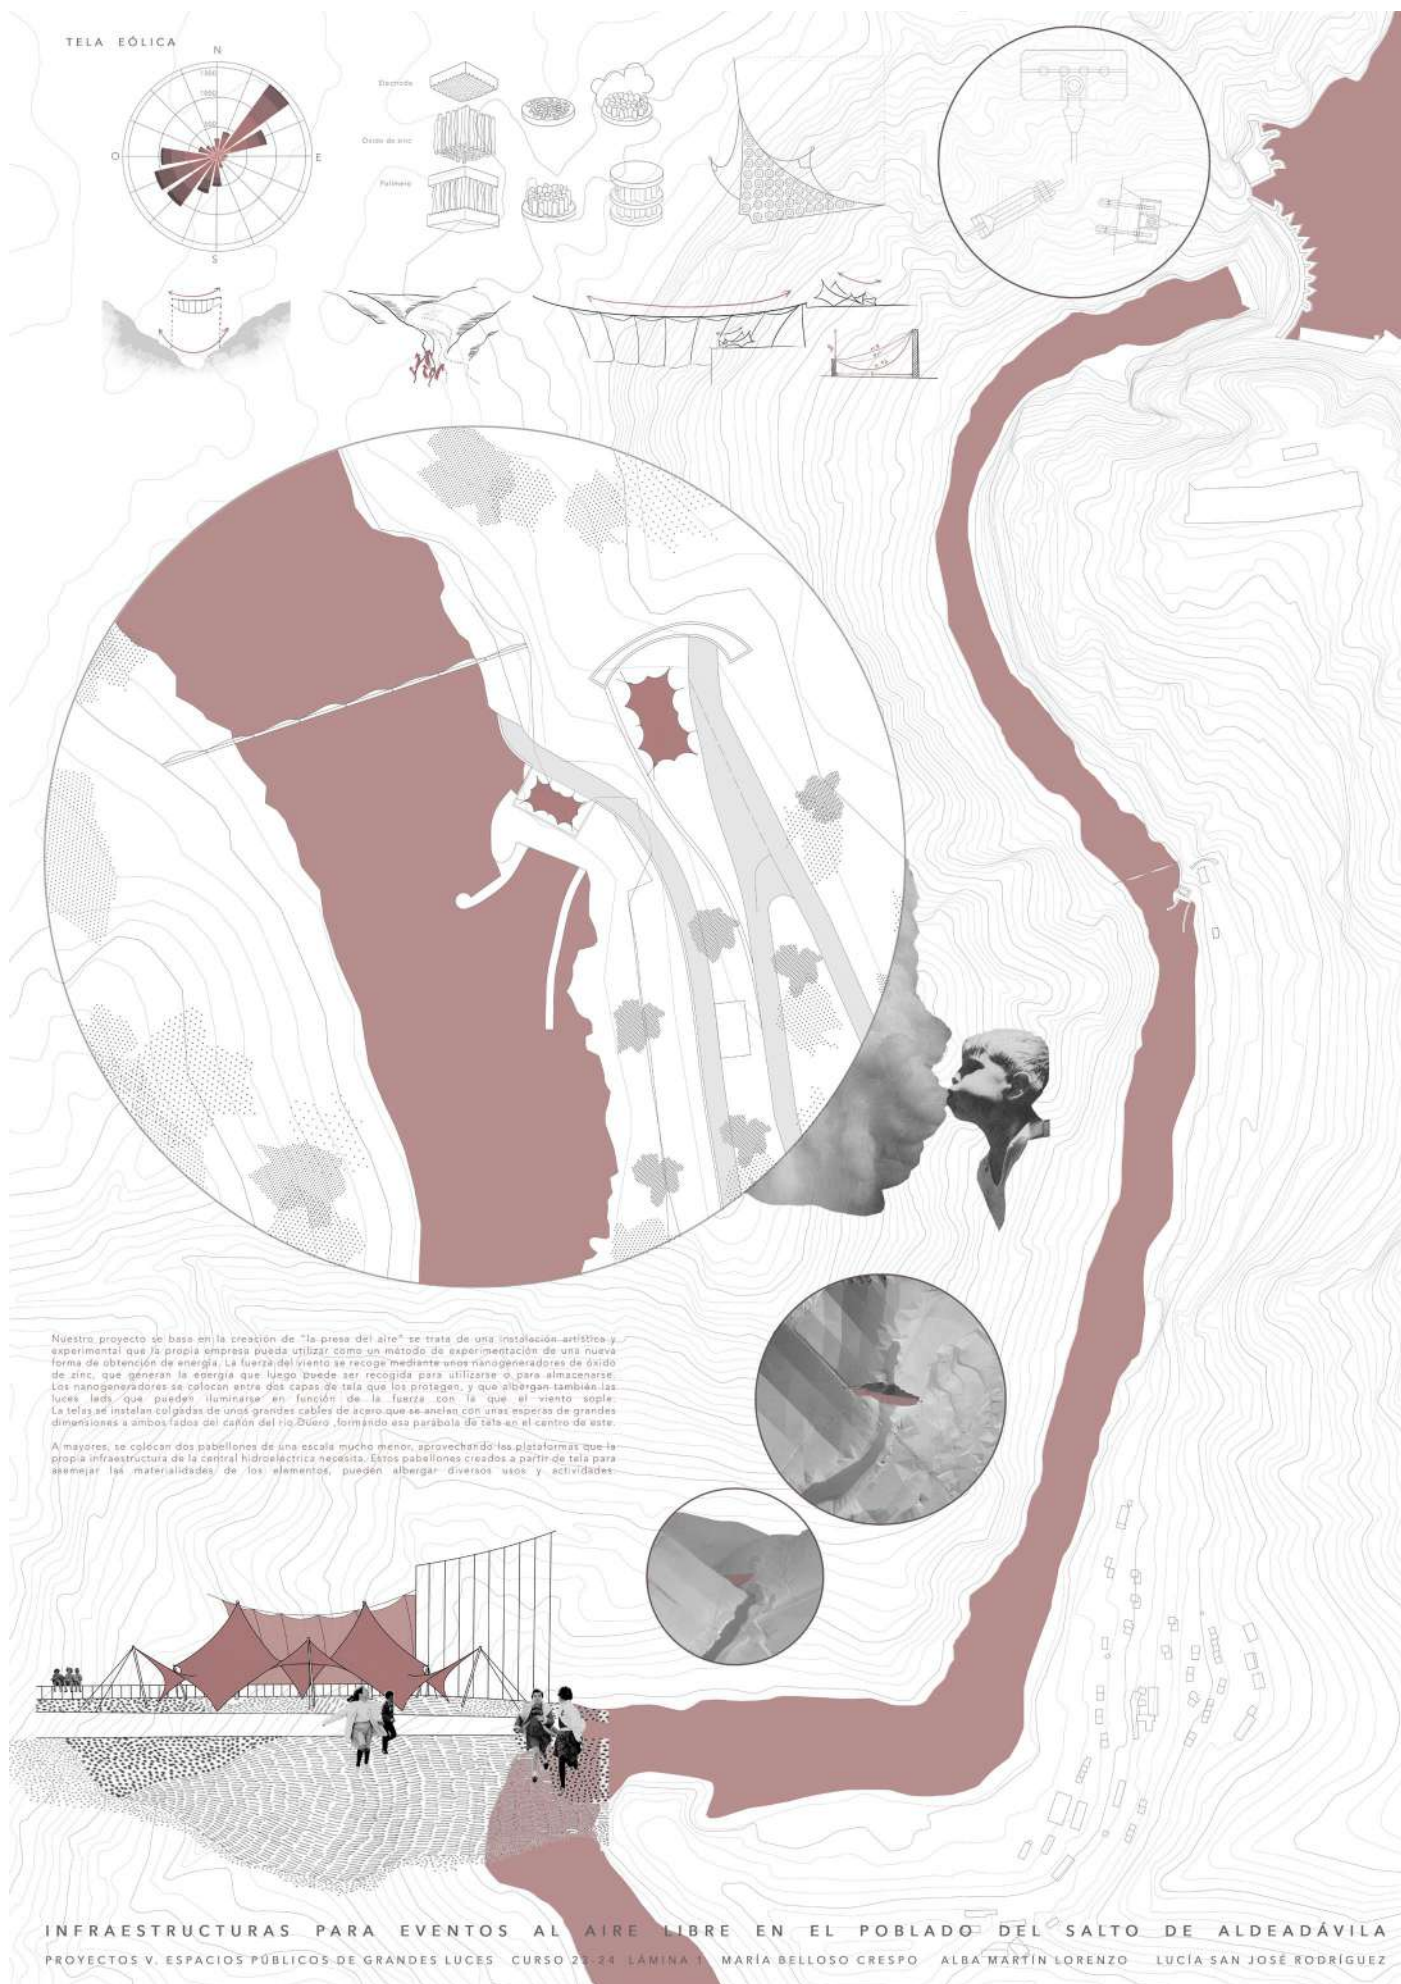 TELA EÓLICA
N
1500
1000
500
O
E
S
Electrodo
Óxido de zinc
Polímero
Nuestro proyecto se basa en la creación de "la presa del aire" se trata de una instalación artística y
experimental que la propia empresa pueda utilizar como un método de experimentación de una nueva
forma de obtención de energía. La fuerza del viento se recoge mediante unos nanogeneradores de óxido
de zinc, que generan la energía que luego puede ser recogida para utilizarse o para almacenarse.
Los nanogeneradores se colocan entre dos capas de tela que los protegen, y que albergan también las
luces leds que pueden iluminarse en función de la fuerza con la que el viento sople.
La telas se instalan colgadas de unos grandes cables de acero que se anclan con unas esperas de grandes
dimensiones a ambos lados del cañón del río Duero ,formando esa parábola de tela en el centro de este.
A mayores, se colocan dos pabellones de una escala mucho menor, aprovechando las plataformas que la
propia infraestructura de la central hidroeléctrica necesita. Estos pabellones creados a partir de tela para
asemejar las materialidades de los elementos, pueden albergar diversos usos y actividades.
INFRAESTRUCTURAS PARA EVENTOS AL AIRE LIBRE EN EL POBLADO DEL SALTO DE ALDEADÁVILA
PROYECTOS V. ESPACIOS PÚBLICOS DE GRANDES LUCES CURSO 23-24 LÁMINA 1 MARÍA BELLOSO CRESPO ALBA MARTÍN LORENZO LUCÍA SAN JOSÉ RODRÍGUEZ